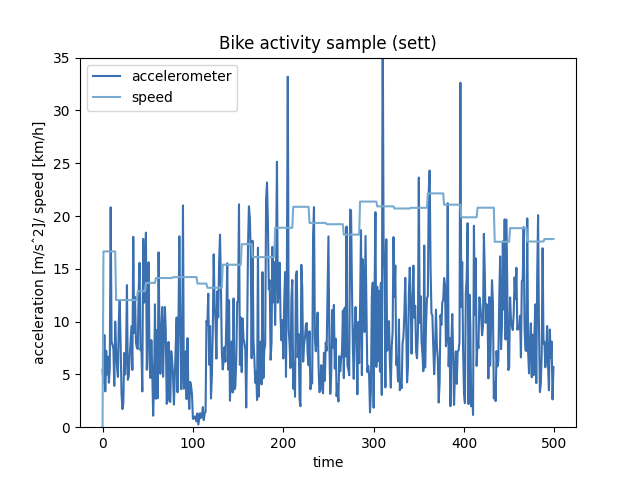 Bike activity sample (sett)
accelerometer
speed
acceleration [m/s^2]/ speed [km/h]
35
30
25
20
15
10
5
0
0 100 200 300 400 500
time